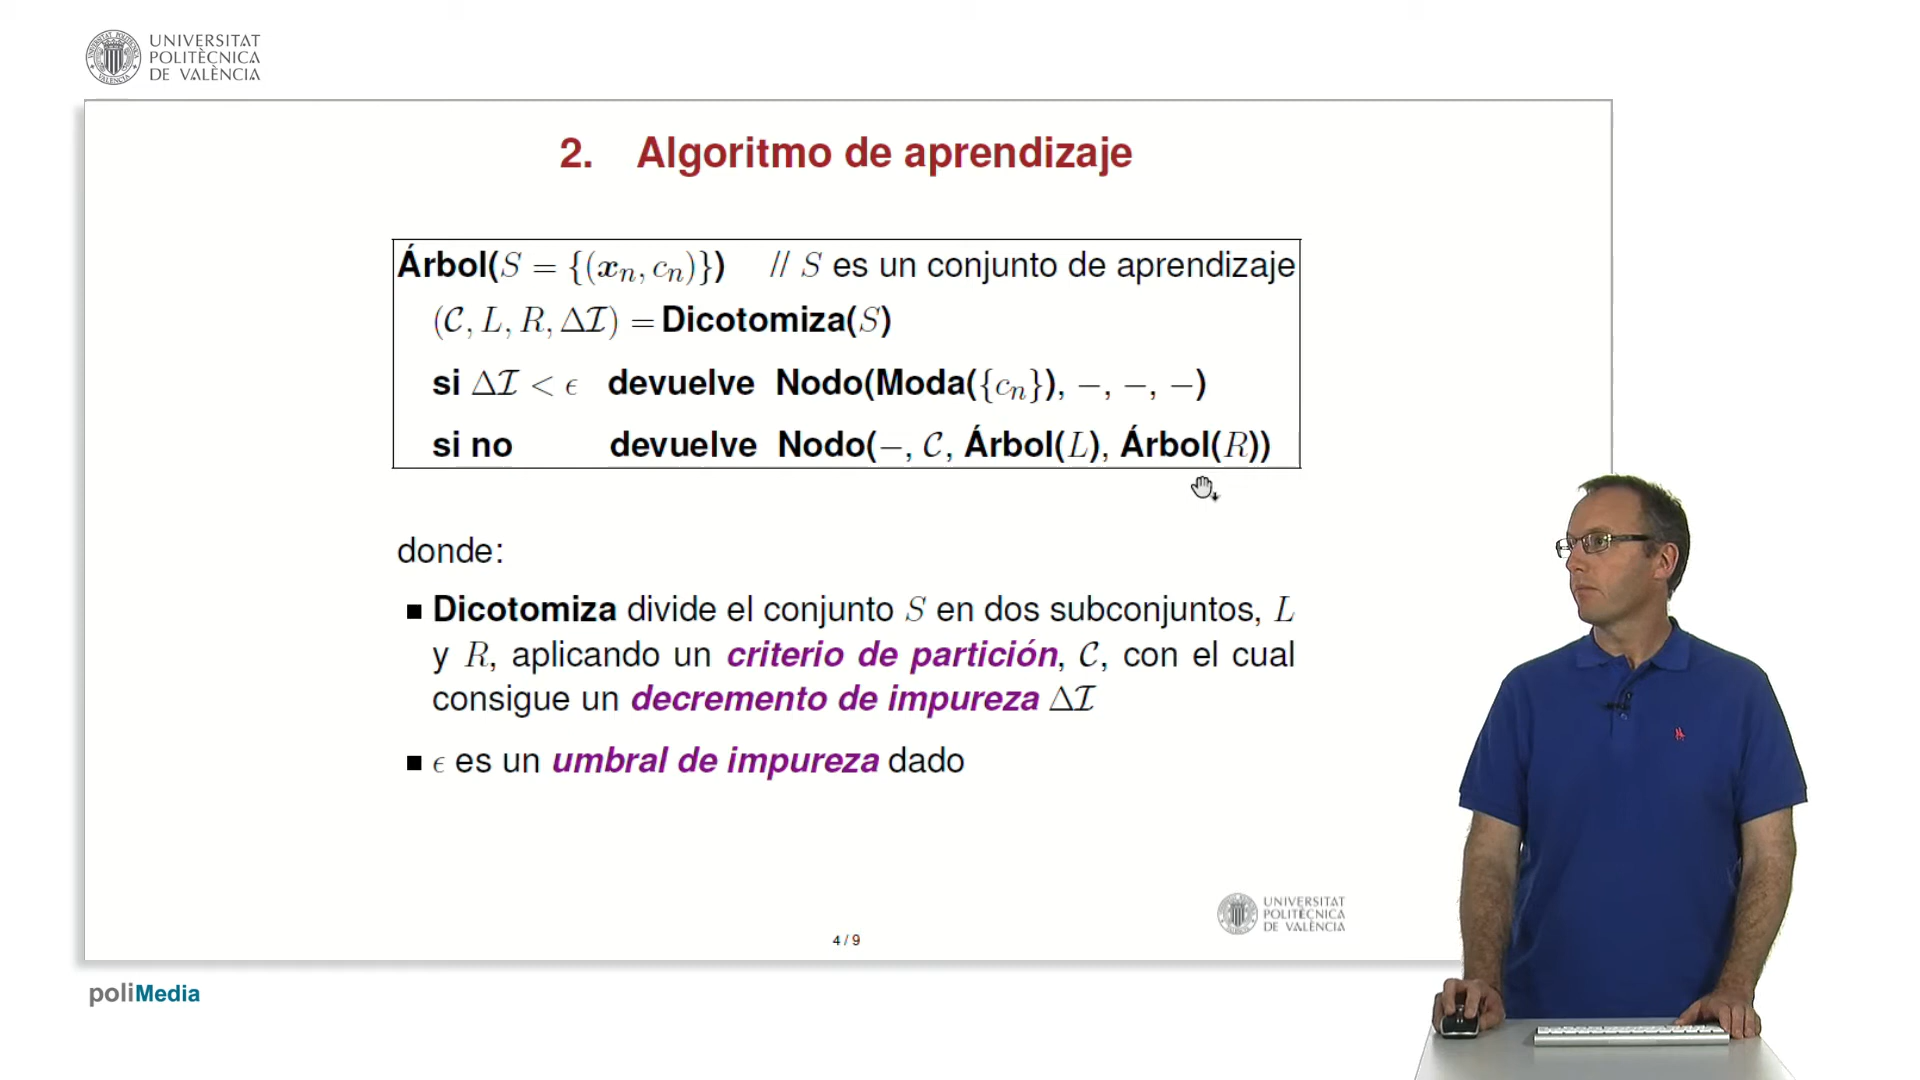 UNIVERSITAT
POLITÈCNICA
DE VALÈNCIA
2. Algoritmo de aprendizaje
Árbol(S = {(xₙ, cₙ)}) // S es un conjunto de aprendizaje
(𝒞, L, R, Δℐ) = Dicotomiza(S)
si Δℐ < ϵ devuelve Nodo(Moda({cₙ}), –, –, –)
si no devuelve Nodo(–, 𝒞, Árbol(L), Árbol(R))
donde:
■ Dicotomiza divide el conjunto S en dos subconjuntos, L
y R, aplicando un criterio de partición, 𝒞, con el cual
consigue un decremento de impureza Δℐ
■ ϵ es un umbral de impureza dado
UNIVERSITAT
POLITÈCNICA
DE VALÈNCIA
4 / 9
poliMedia